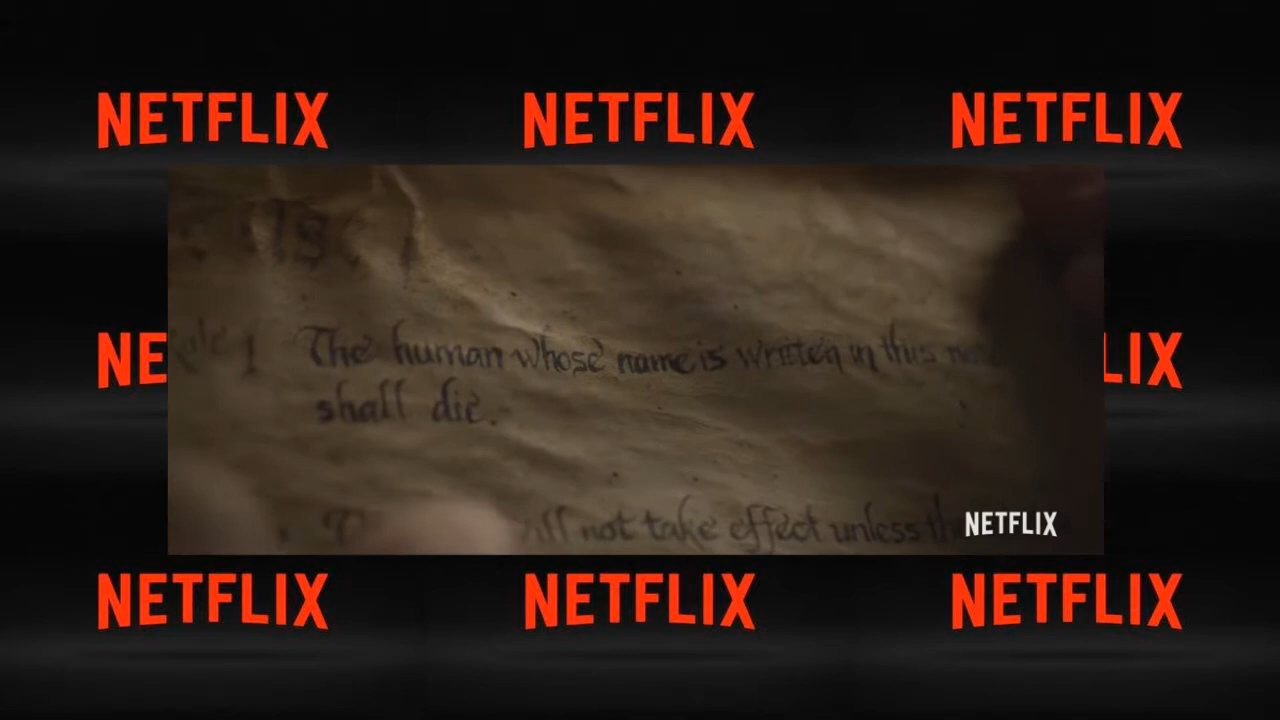 NETFLIX NETFLIX NETFLIX
NE LIX
1 The human whose name is written in this
shall die.
not take effect unless
NETFLIX
NETFLIX NETFLIX NETFLIX